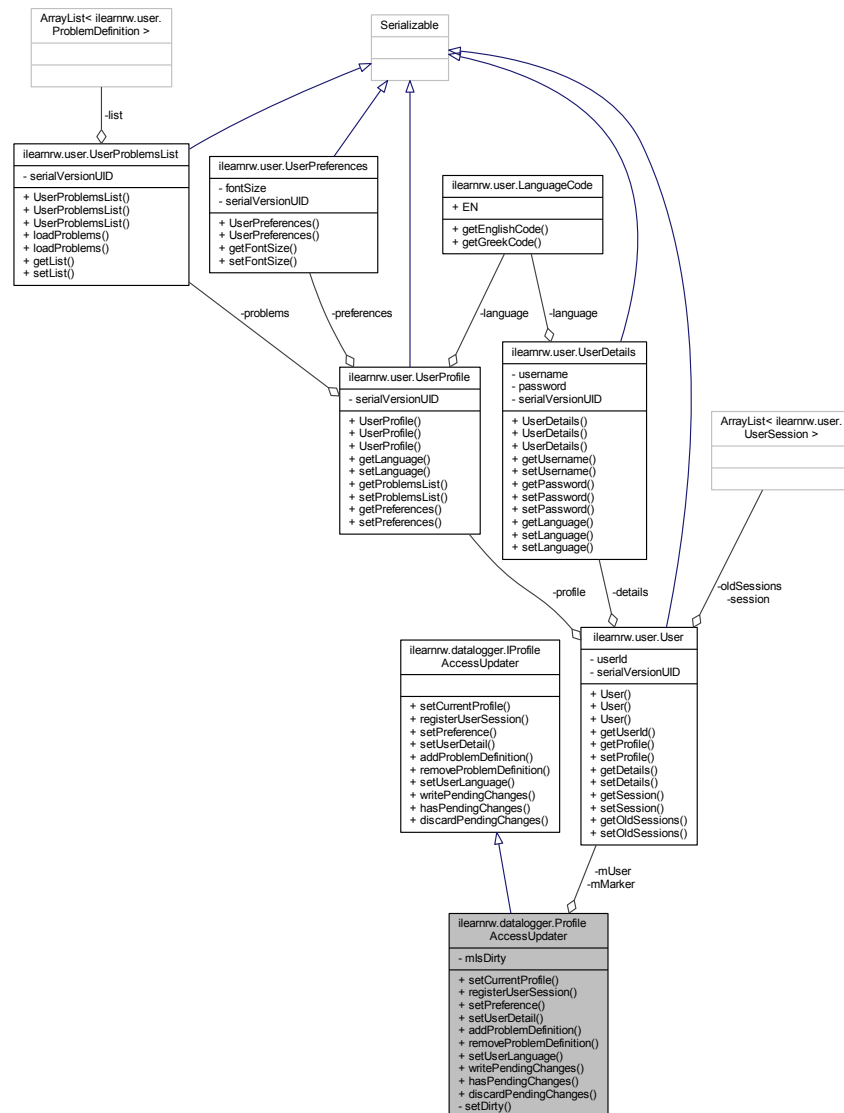 ArrayList< ilearnrw.user.
ProblemDefinition >
Serializable
-list
ilearnrw.user.UserProblemsList
- serialVersionUID
+ UserProblemsList()
+ UserProblemsList()
+ UserProblemsList()
+ loadProblems()
+ loadProblems()
+ getList()
+ setList()
ilearnrw.user.UserPreferences
- fontSize
- serialVersionUID
+ UserPreferences()
+ UserPreferences()
+ getFontSize()
+ setFontSize()
ilearnrw.user.LanguageCode
+ EN
+ getEnglishCode()
+ getGreekCode()
-problems
-preferences
-language
-language
ilearnrw.user.UserProfile
- serialVersionUID
+ UserProfile()
+ UserProfile()
+ UserProfile()
+ getLanguage()
+ setLanguage()
+ getProblemsList()
+ setProblemsList()
+ getPreferences()
+ setPreferences()
ilearnrw.user.UserDetails
- username
- password
- serialVersionUID
+ UserDetails()
+ UserDetails()
+ UserDetails()
+ getUsername()
+ setUsername()
+ getPassword()
+ setPassword()
+ setPassword()
+ getLanguage()
+ setLanguage()
+ setLanguage()
ArrayList< ilearnrw.user.
UserSession >
-profile
-details
-oldSessions
-session
ilearnrw.datalogger.IProfile
AccessUpdater
+ setCurrentProfile()
+ registerUserSession()
+ setPreference()
+ setUserDetail()
+ addProblemDefinition()
+ removeProblemDefinition()
+ setUserLanguage()
+ writePendingChanges()
+ hasPendingChanges()
+ discardPendingChanges()
ilearnrw.user.User
- userId
- serialVersionUID
+ User()
+ User()
+ User()
+ getUserId()
+ getProfile()
+ setProfile()
+ getDetails()
+ setDetails()
+ getSession()
+ setSession()
+ getOldSessions()
+ setOldSessions()
-mUser
-mMarker
ilearnrw.datalogger.Profile
AccessUpdater
- mIsDirty
+ setCurrentProfile()
+ registerUserSession()
+ setPreference()
+ setUserDetail()
+ addProblemDefinition()
+ removeProblemDefinition()
+ setUserLanguage()
+ writePendingChanges()
+ hasPendingChanges()
+ discardPendingChanges()
- setDirty()